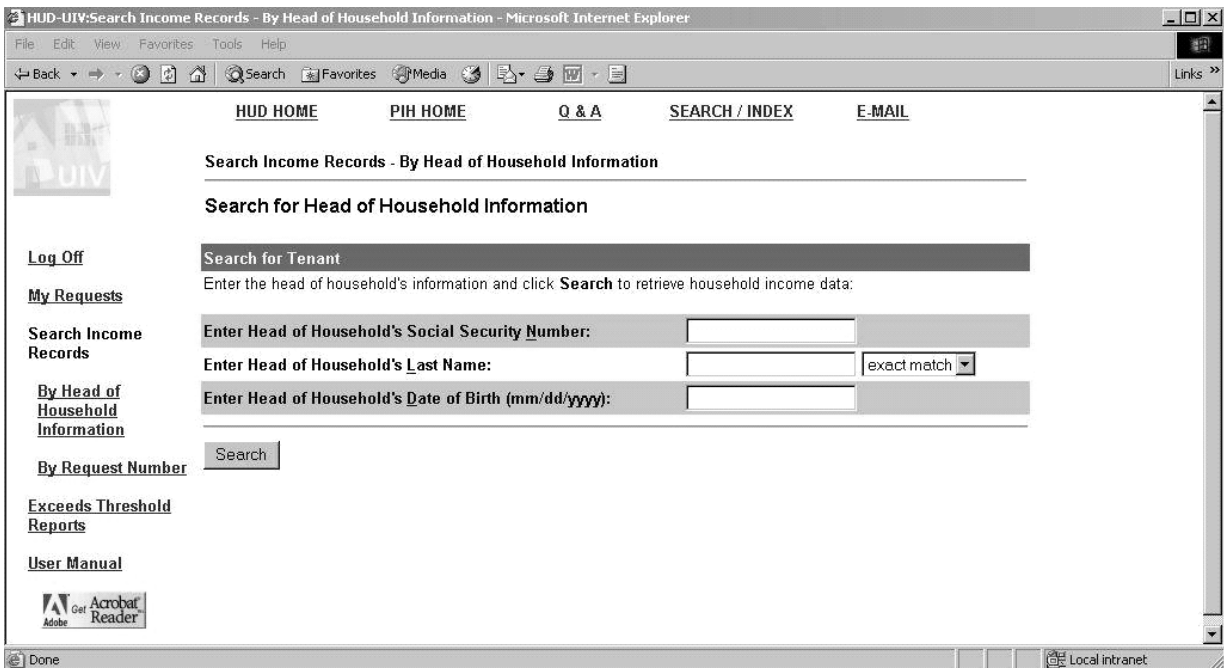 HUD-UIV:Search Income Records - By Head of Household Information - Microsoft Internet Explorer
File Edit View Favorites Tools Help
Back Search Favorites Media Links »
HUD HOME PIH HOME Q & A SEARCH / INDEX E-MAIL
UIV
Search Income Records - By Head of Household Information
Search for Head of Household Information
Log Off
My Requests
Search Income
Records
By Head of
Household
Information
By Request Number
Exceeds Threshold
Reports
User Manual
Adobe Get Acrobat Reader
Search for Tenant
Enter the head of household's information and click Search to retrieve household income data:
Enter Head of Household's Social Security Number:
Enter Head of Household's Last Name: exact match
Enter Head of Household's Date of Birth (mm/dd/yyyy):
Search
Done Local intranet